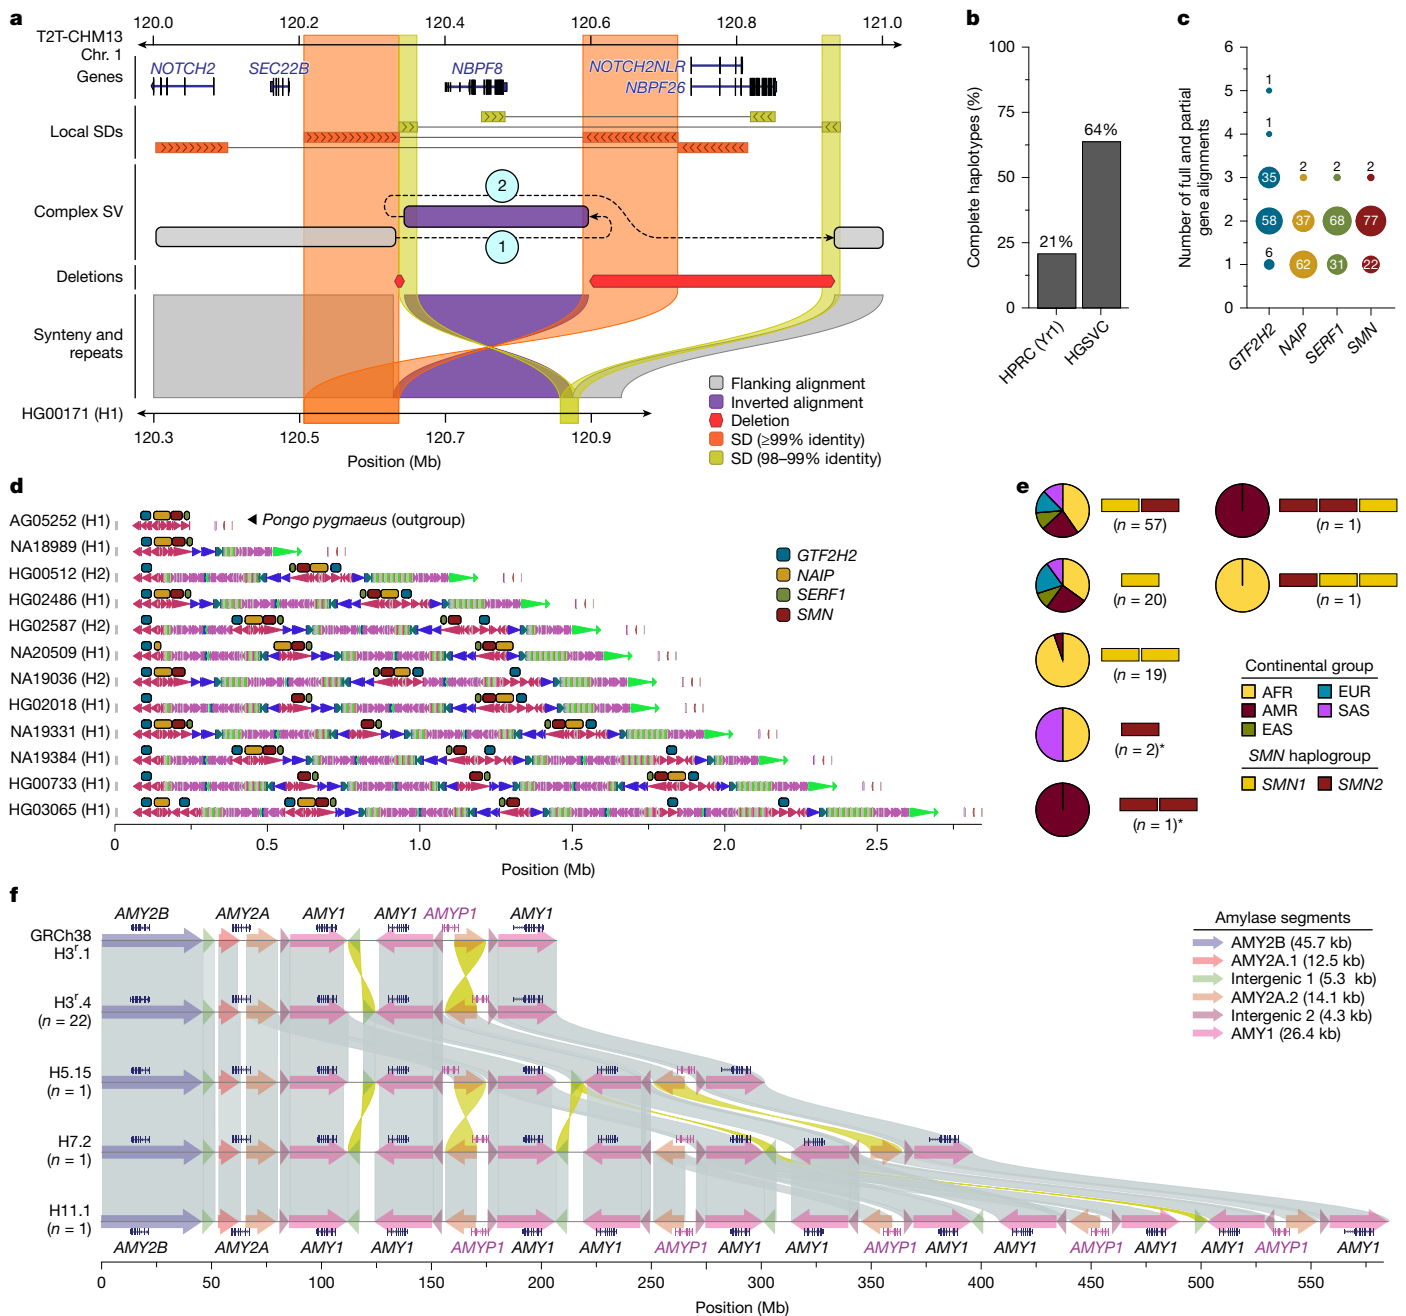 a
120.0 120.2 120.4 120.6 120.8 121.0
T2T-CHM13
Chr. 1
Genes
NOTCH2 SEC22B NBPF8 NOTCH2NLR
NBPF26
Local SDs
Complex SV
2
1
Deletions
Synteny and
repeats
HG00171 (H1)
120.3 120.5 120.7 120.9
Position (Mb)
Flanking alignment
Inverted alignment
Deletion
SD (≥99% identity)
SD (98–99% identity)
b
Complete haplotypes (%)
100
75
50
25
0
21%
64%
HPRC (Yr1)
HGSVC
c
Number of full and partial
gene alignments
6
5
4
3
2
1
0
1
1
35
58
6
2
37
62
2
68
31
2
77
22
GTF2H2
NAIP
SERF1
SMN
d
AG05252 (H1)
Pongo pygmaeus (outgroup)
NA18989 (H1)
HG00512 (H2)
HG02486 (H1)
HG02587 (H2)
NA20509 (H1)
NA19036 (H2)
HG02018 (H1)
NA19331 (H1)
NA19384 (H1)
HG00733 (H1)
HG03065 (H1)
GTF2H2
NAIP
SERF1
SMN
0 0.5 1.0 1.5 2.0 2.5
Position (Mb)
e
(n = 57)
(n = 20)
(n = 19)
(n = 2)*
(n = 1)*
(n = 1)
(n = 1)
Continental group
AFR EUR
AMR SAS
EAS
SMN haplogroup
SMN1 SMN2
f
AMY2B AMY2A AMY1 AMY1 AMYP1 AMY1
GRCh38
H3r.1
H3r.4
(n = 22)
H5.15
(n = 1)
H7.2
(n = 1)
H11.1
(n = 1)
AMY2B AMY2A AMY1 AMY1 AMYP1 AMY1 AMY1 AMYP1 AMY1 AMY1 AMYP1 AMY1 AMY1 AMYP1 AMY1 AMY1 AMYP1 AMY1
0 50 100 150 200 250 300 350 400 450 500 550
Position (Mb)
Amylase segments
AMY2B (45.7 kb)
AMY2A.1 (12.5 kb)
Intergenic 1 (5.3 kb)
AMY2A.2 (14.1 kb)
Intergenic 2 (4.3 kb)
AMY1 (26.4 kb)